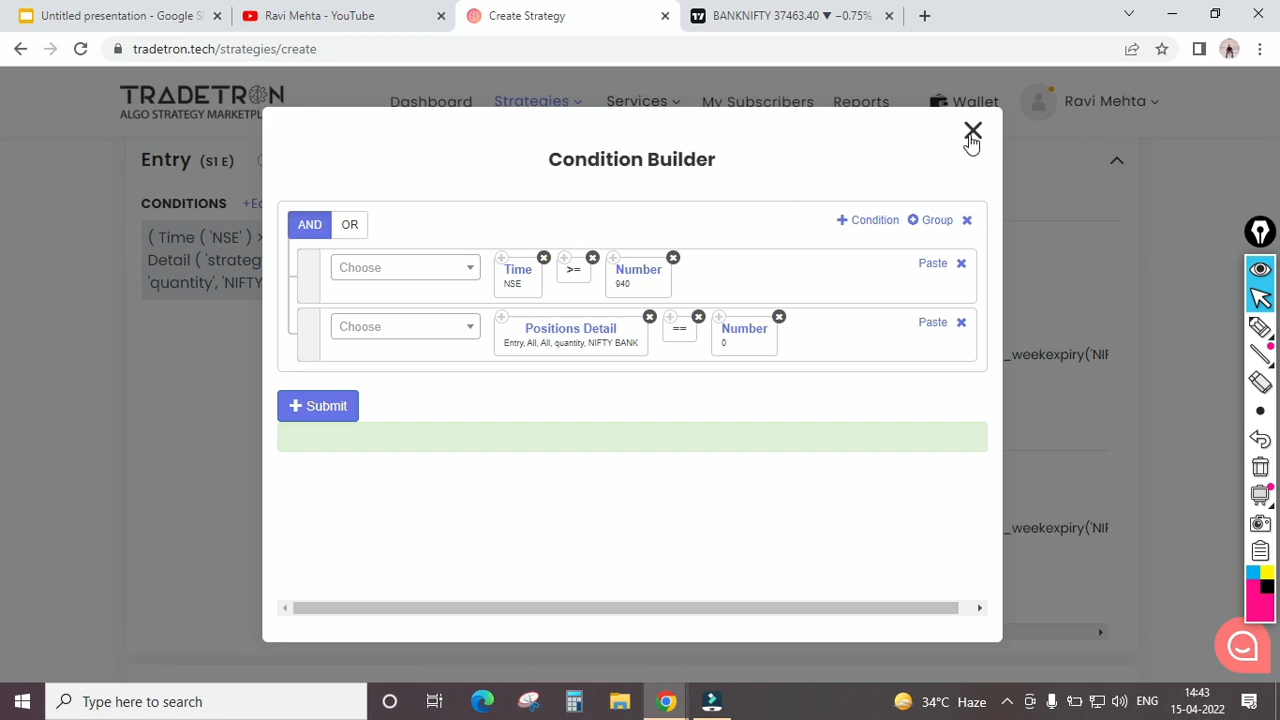 Untitled presentation - Google S
Ravi Mehta - YouTube
Create Strategy
BANKNIFTY 37463.40 ▼ −0.75%
tradetron.tech/strategies/create
TRADETRON
ALGO STRATEGY MARKETPL
Dashboard
Strategies
Services
My Subscribers
Reports
Wallet
Ravi Mehta
Entry (S1 E)
Condition Builder
CONDITIONS +Ed
AND
OR
+ Condition
Group
( Time ( 'NSE' ) >
Detail ( 'strateg
'quantity', 'NIFTY
Choose
Time
NSE
>=
Number
940
Paste
Choose
Positions Detail
Entry, All, All, quantity, NIFTY BANK
==
Number
0
Paste
_weekexpiry('NIF
+ Submit
_weekexpiry('NIF
Type here to search
34°C Haze
ENG
14:43
15-04-2022